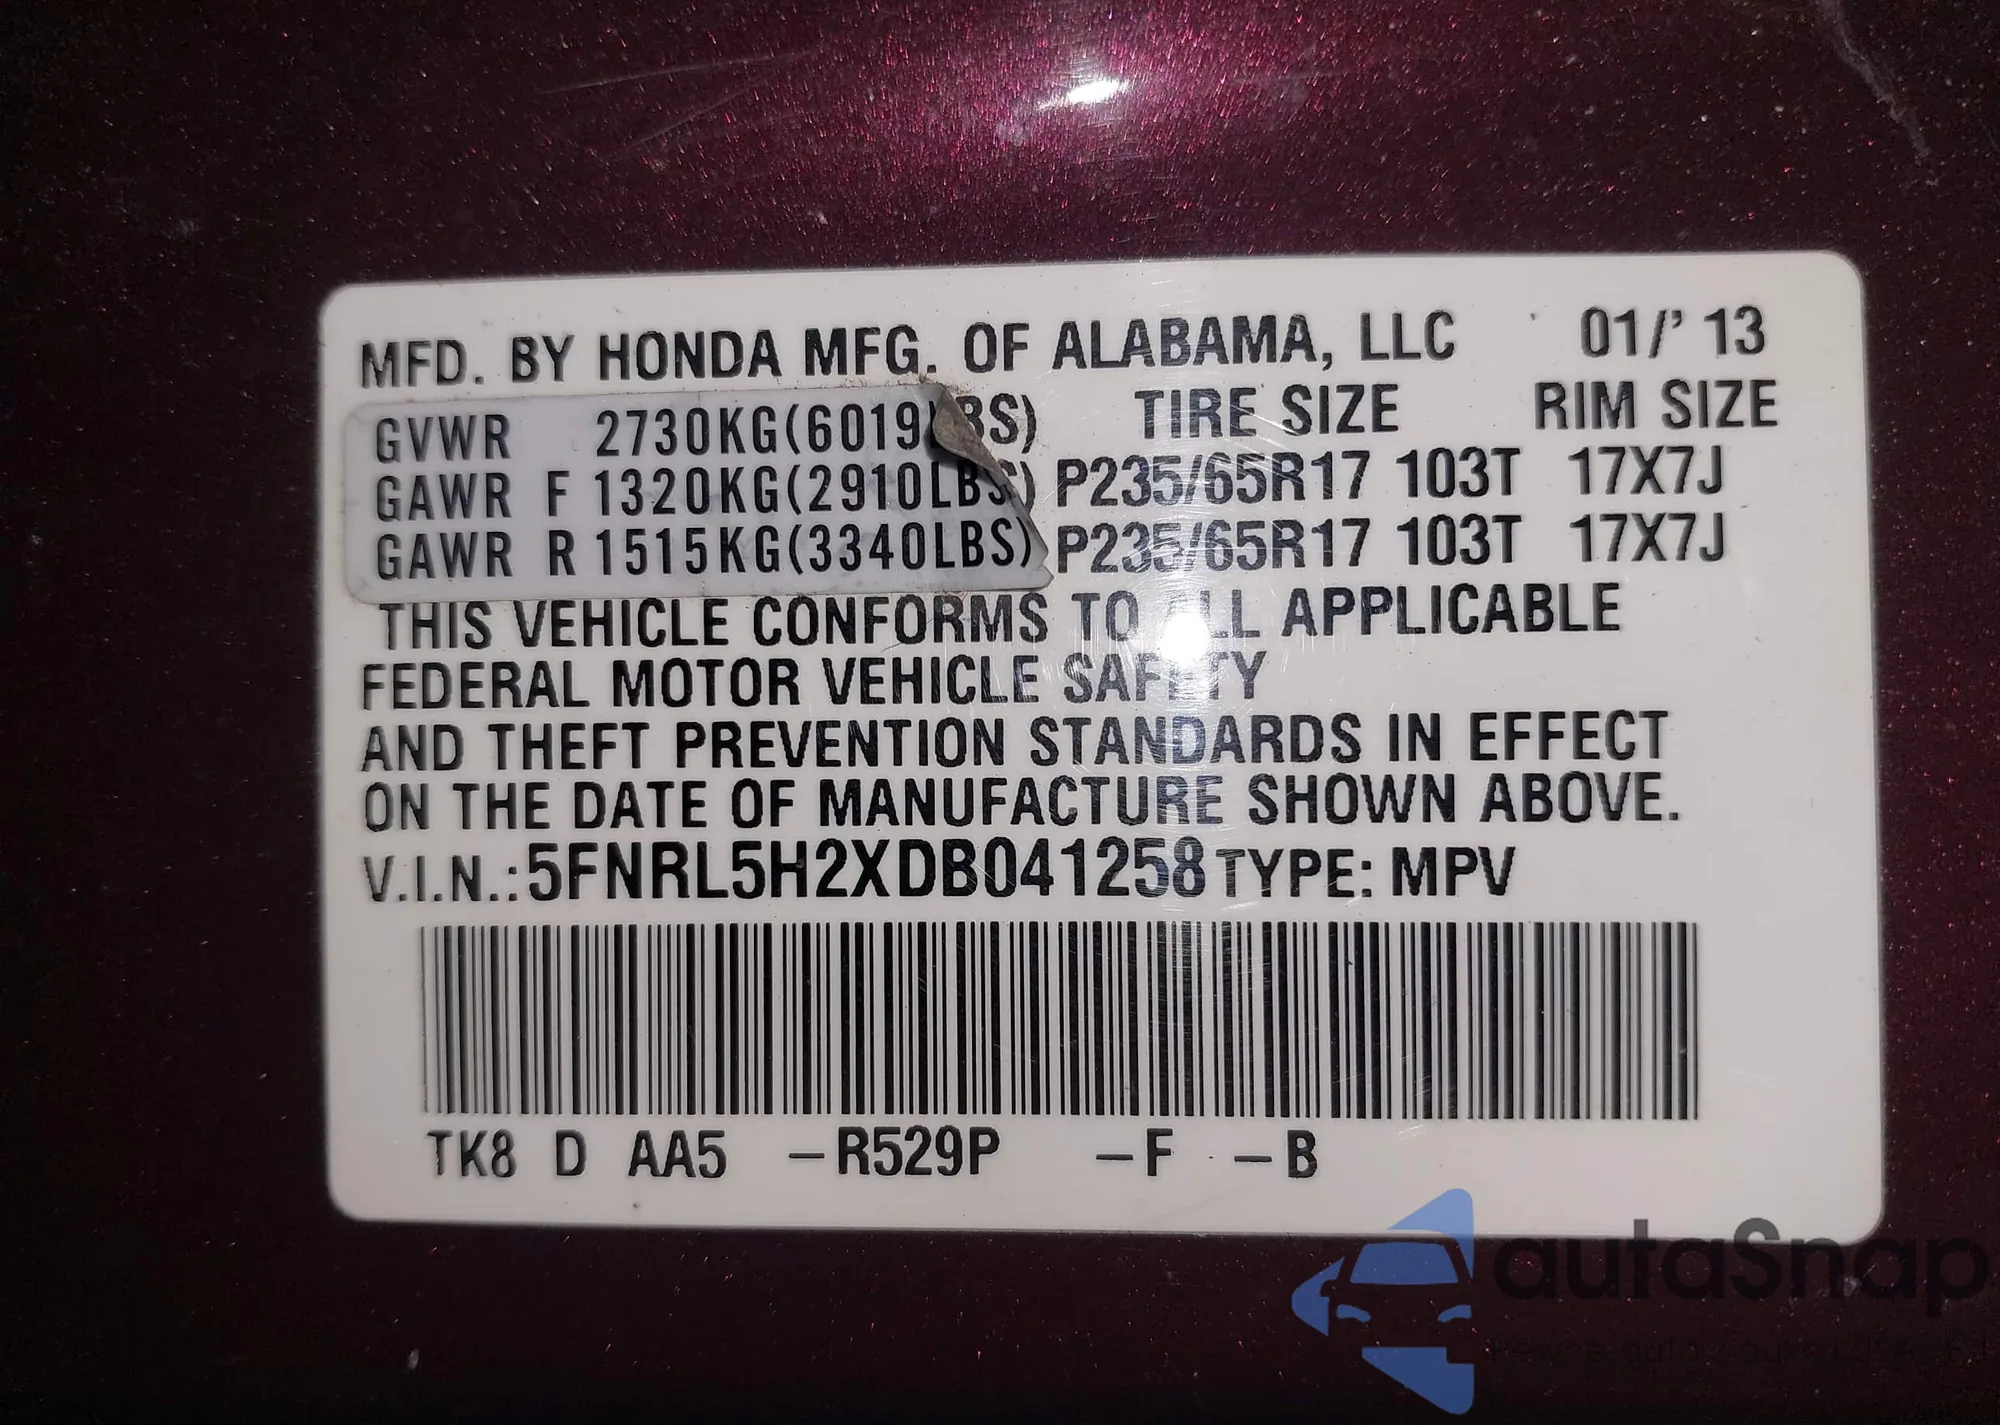 MFD. BY HONDA MFG. OF ALABAMA, LLC 01/'13
GVWR 2730KG(6019LBS) TIRE SIZE RIM SIZE
GAWR F 1320KG(2910LBS) P235/65R17 103T 17X7J
GAWR R 1515KG(3340LBS) P235/65R17 103T 17X7J
THIS VEHICLE CONFORMS TO ALL APPLICABLE
FEDERAL MOTOR VEHICLE SAFETY
AND THEFT PREVENTION STANDARDS IN EFFECT
ON THE DATE OF MANUFACTURE SHOWN ABOVE.
V.I.N.: 5FNRL5H2XDB041258 TYPE: MPV
TK8 D AA5 –R529P –F –B
autaSnap